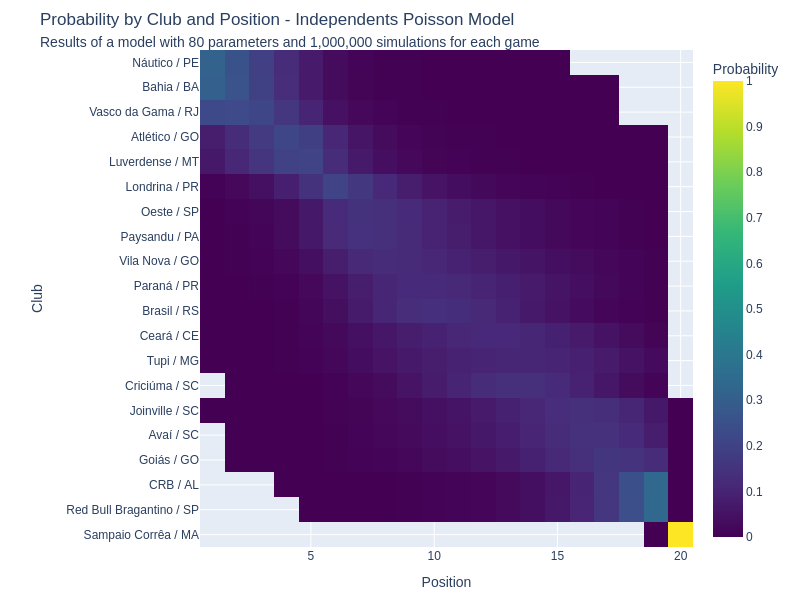 Probability by Club and Position - Independents Poisson Model
Results of a model with 80 parameters and 1,000,000 simulations for each game
Náutico / PE
Bahia / BA
Vasco da Gama / RJ
Atlético / GO
Luverdense / MT
Londrina / PR
Oeste / SP
Paysandu / PA
Vila Nova / GO
Paraná / PR
Brasil / RS
Ceará / CE
Tupi / MG
Criciúma / SC
Joinville / SC
Avaí / SC
Goiás / GO
CRB / AL
Red Bull Bragantino / SP
Sampaio Corrêa / MA
Club
5
10
15
20
Position
Probability
1
0.9
0.8
0.7
0.6
0.5
0.4
0.3
0.2
0.1
0